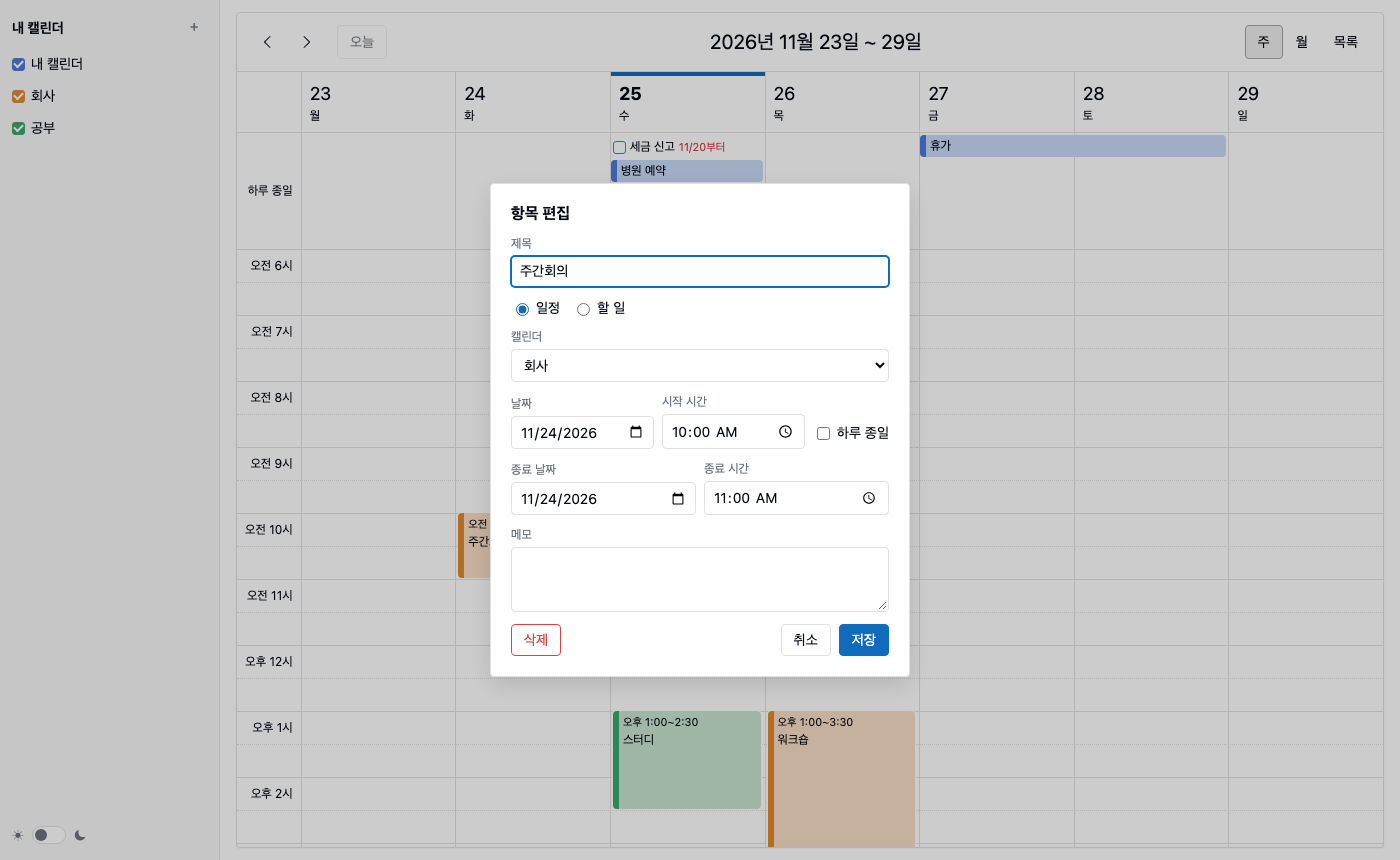 내 캘린더 +
내 캘린더
회사
공부
오늘
2026년 11월 23일 ~ 29일
주 월 목록
23 월
24 화
25 수
26 목
27 금
28 토
29 일
하루 종일
세금 신고 11/20부터
병원 예약
휴가
오전 6시
오전 7시
오전 8시
오전 9시
오전 10시
오전 11시
오후 12시
오후 1시
오후 2시
오전
주간
항목 편집
제목
주간회의
일정 할 일
캘린더
회사
날짜 시작 시간
11/24/2026 10:00 AM 하루 종일
종료 날짜 종료 시간
11/24/2026 11:00 AM
메모
삭제 취소 저장
오후 1:00~2:30
스터디
오후 1:00~3:30
워크숍